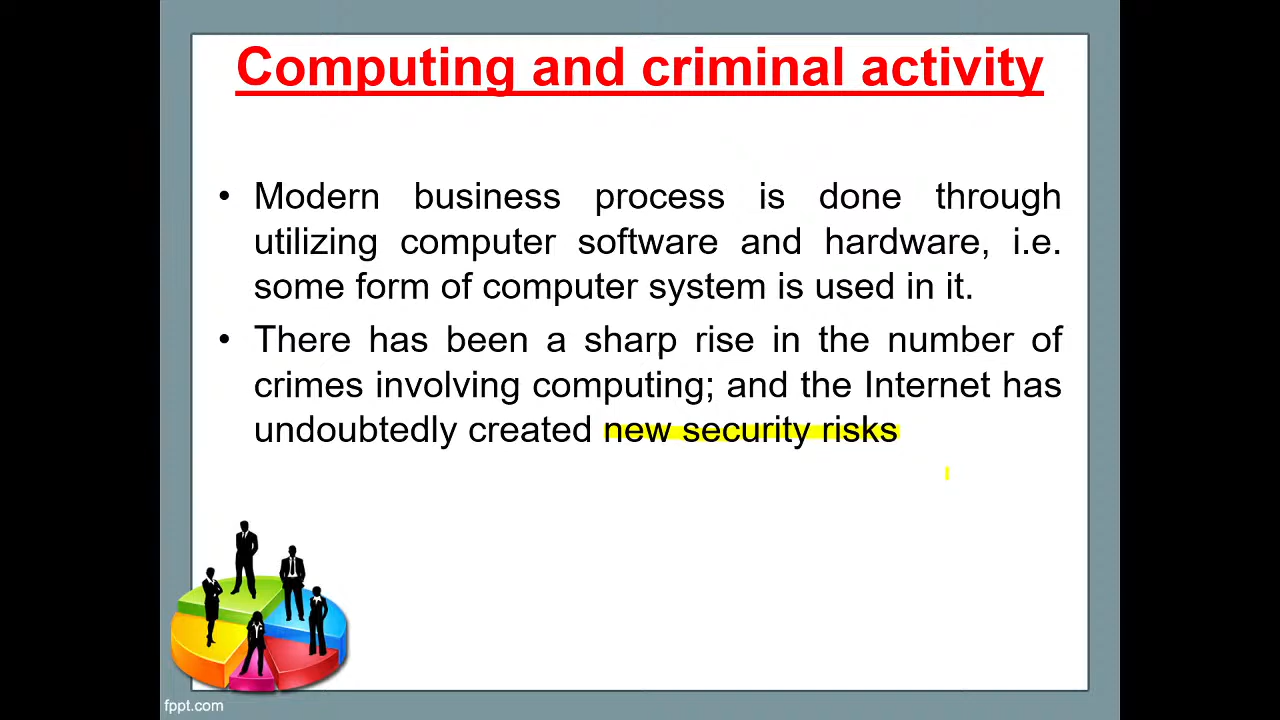 Computing and criminal activity
• Modern business process is done through
utilizing computer software and hardware, i.e.
some form of computer system is used in it.
• There has been a sharp rise in the number of
crimes involving computing; and the Internet has
undoubtedly created new security risks
fppt.com